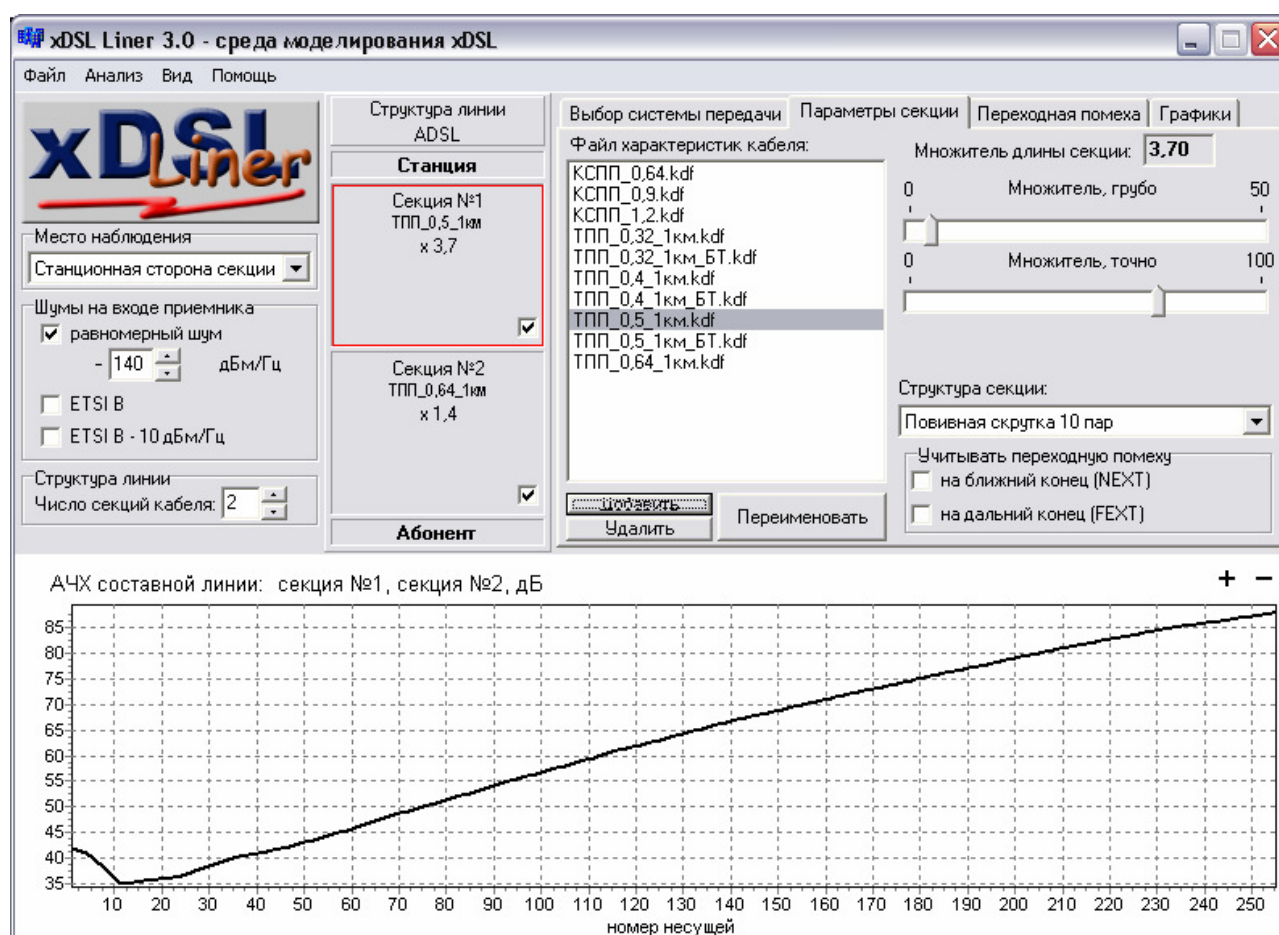 xDSL Liner 3.0 - среда моделирования xDSL
Файл Анализ Вид Помощь
xDSL
Liner
Место наблюдения
Станционная сторона секции
Шумы на входе приемника
равномерный шум
- 140 дБм/Гц
ETSI B
ETSI B - 10 дБм/Гц
Структура линии
Число секций кабеля: 2
Структура линии
ADSL
Станция
Секция №1
ТПП_0,5_1км
x 3,7
Секция №2
ТПП_0,64_1км
x 1,4
Абонент
Выбор системы передачи Параметры секции Переходная помеха Графики
Файл характеристик кабеля:
КСПП_0,64.kdf
КСПП_0,9.kdf
КСПП_1,2.kdf
ТПП_0,32_1км.kdf
ТПП_0,32_1км_БТ.kdf
ТПП_0,4_1км.kdf
ТПП_0,4_1км_БТ.kdf
ТПП_0,5_1км.kdf
ТПП_0,5_1км_БТ.kdf
ТПП_0,64_1км.kdf
Добавить
Удалить
Переименовать
Множитель длины секции: 3,70
0 Множитель, грубо 50
0 Множитель, точно 100
Структура секции:
Повивная скрутка 10 пар
Учитывать переходную помеху
на ближний конец (NEXT)
на дальний конец (FEXT)
АЧХ составной линии: секция №1, секция №2, дБ
+ −
85
80
75
70
65
60
55
50
45
40
35
10 20 30 40 50 60 70 80 90 100 110 120 130 140 150 160 170 180 190 200 210 220 230 240 250
номер несущей